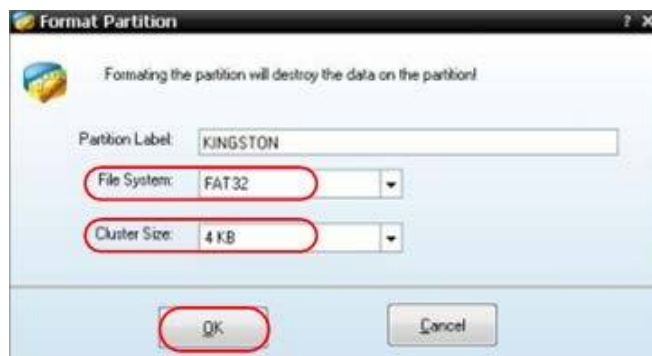 Format Partition ? X
Formating the partition will destroy the data on the partition!
Partition Label: KINGSTON
File System: FAT32
Cluster Size: 4 KB
OK Cancel